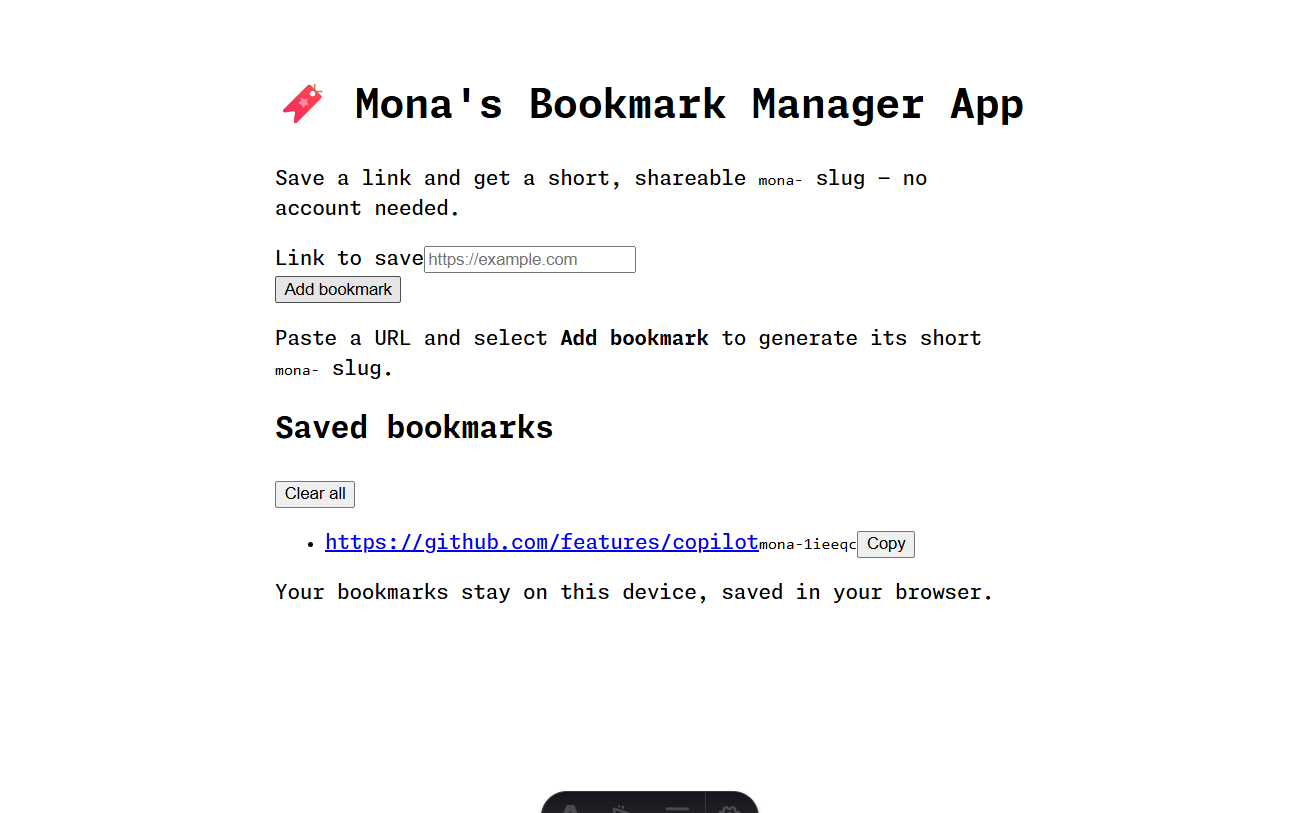 Mona's Bookmark Manager App
Save a link and get a short, shareable mona- slug — no
account needed.
Link to save https://example.com
Add bookmark
Paste a URL and select Add bookmark to generate its short
mona- slug.
Saved bookmarks
Clear all
https://github.com/features/copilot mona-1ieeqc Copy
Your bookmarks stay on this device, saved in your browser.